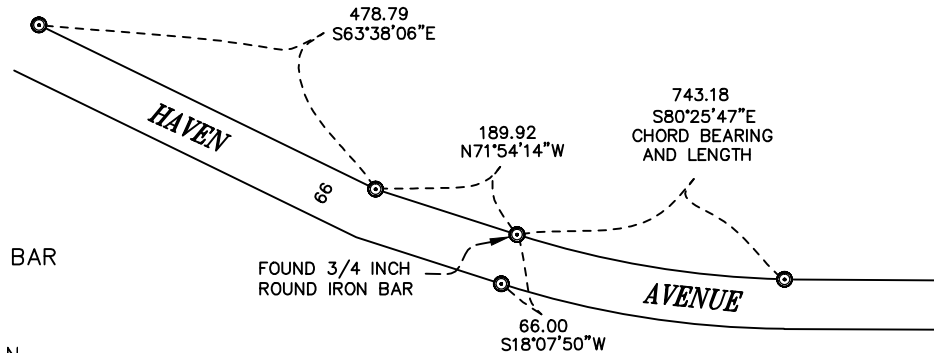 478.79
S63°38'06"E
743.18
S80°25'47"E
CHORD BEARING
AND LENGTH
HAVEN
189.92
N71°54'14"W
66
BAR
FOUND 3/4 INCH
ROUND IRON BAR
AVENUE
66.00
S18°07'50"W
N